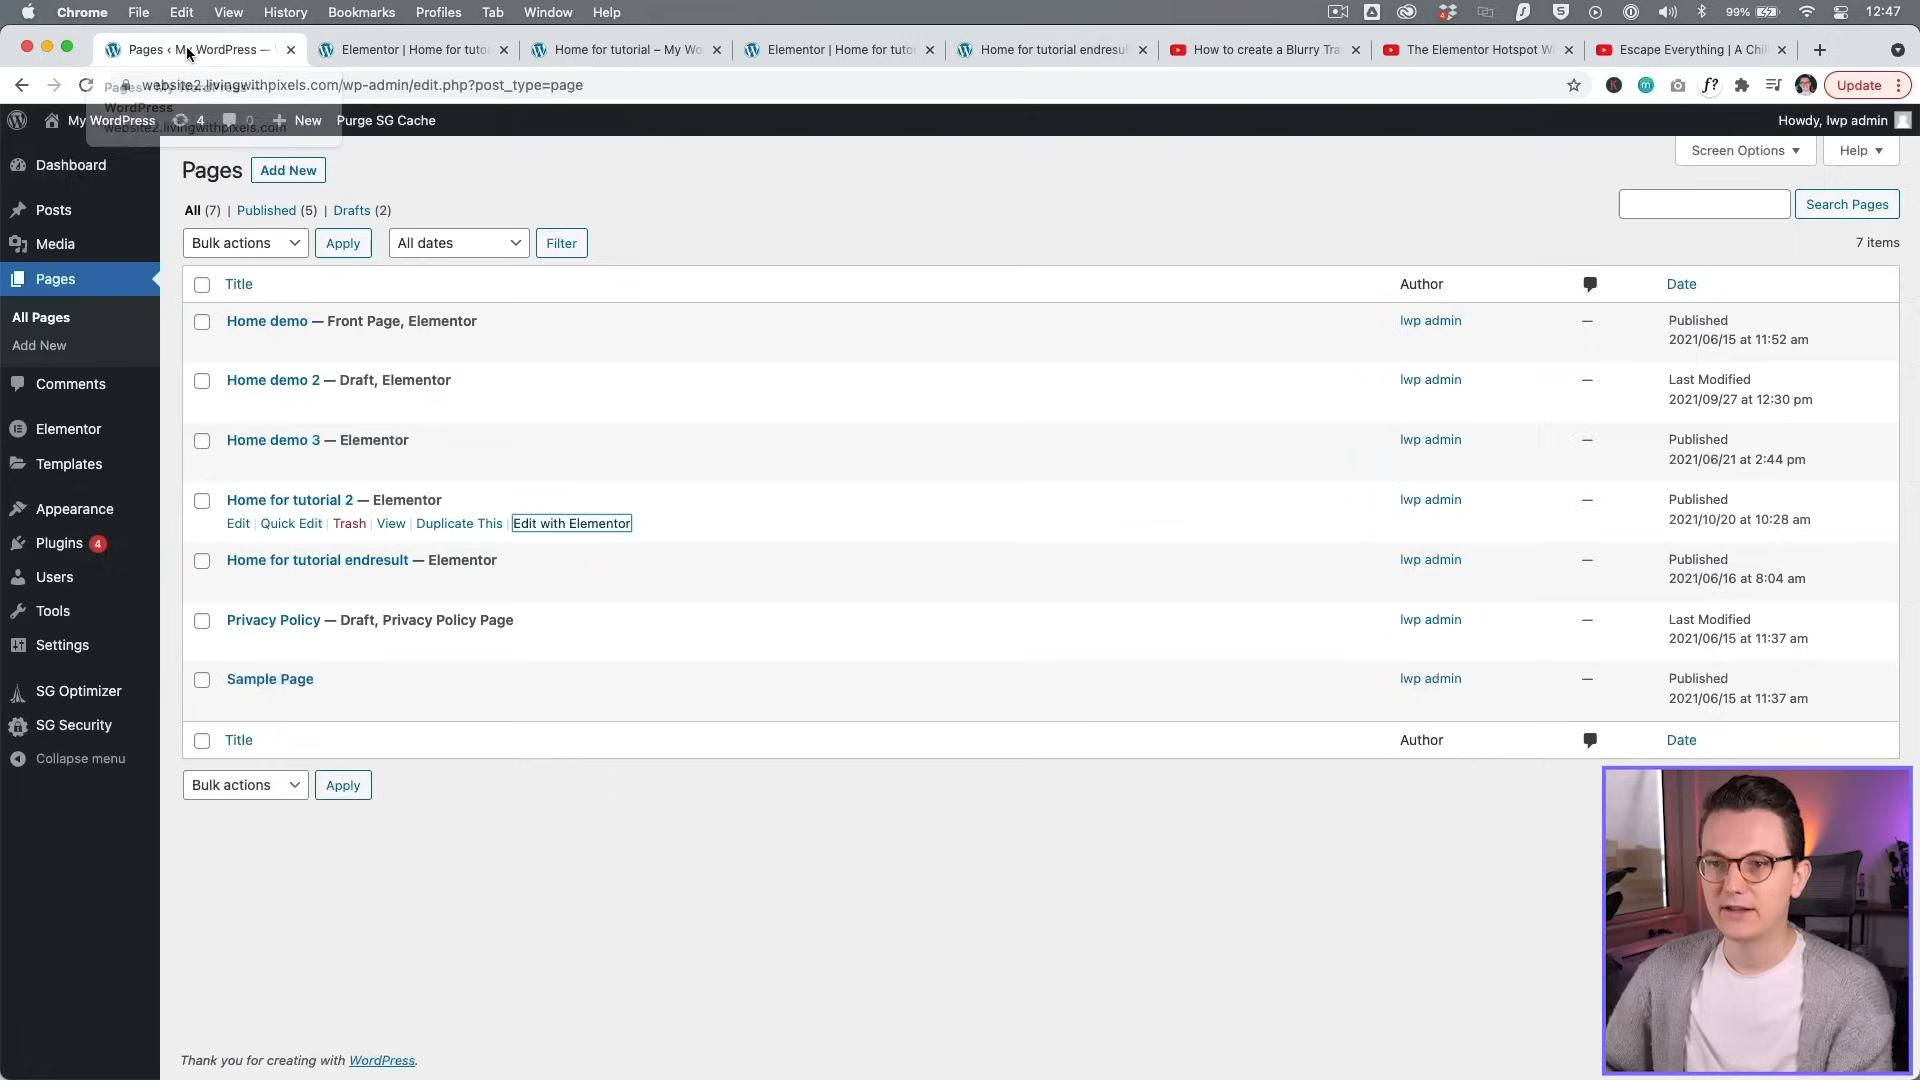 Chrome File Edit View History Bookmarks Profiles Tab Window Help 99% 12:47
Pages ‹ My WordPress — Elementor | Home for tutor Home for tutorial – My Wo Elementor | Home for tuto Home for tutorial endresul How to create a Blurry Tra The Elementor Hotspot Wi Escape Everything | A Chil
website2.livingwithpixels.com/wp-admin/edit.php?post_type=page
Update
WordPress
website2.livingwithpixels.com
My WordPress 4 0 New Purge SG Cache Howdy, lwp admin
Screen Options Help
Dashboard
Posts
Media
Pages
All Pages
Add New
Comments
Elementor
Templates
Appearance
Plugins 4
Users
Tools
Settings
SG Optimizer
SG Security
Collapse menu
Pages Add New
All (7) | Published (5) | Drafts (2)
Search Pages
Bulk actions Apply All dates Filter
7 items
Title Author Date
Home demo — Front Page, Elementor lwp admin — Published
2021/06/15 at 11:52 am
Home demo 2 — Draft, Elementor lwp admin — Last Modified
2021/09/27 at 12:30 pm
Home demo 3 — Elementor lwp admin — Published
2021/06/21 at 2:44 pm
Home for tutorial 2 — Elementor lwp admin — Published
Edit | Quick Edit | Trash | View | Duplicate This | Edit with Elementor 2021/10/20 at 10:28 am
Home for tutorial endresult — Elementor lwp admin — Published
2021/06/16 at 8:04 am
Privacy Policy — Draft, Privacy Policy Page lwp admin — Last Modified
2021/06/15 at 11:37 am
Sample Page lwp admin — Published
2021/06/15 at 11:37 am
Title Author Date
Bulk actions Apply
Thank you for creating with WordPress.